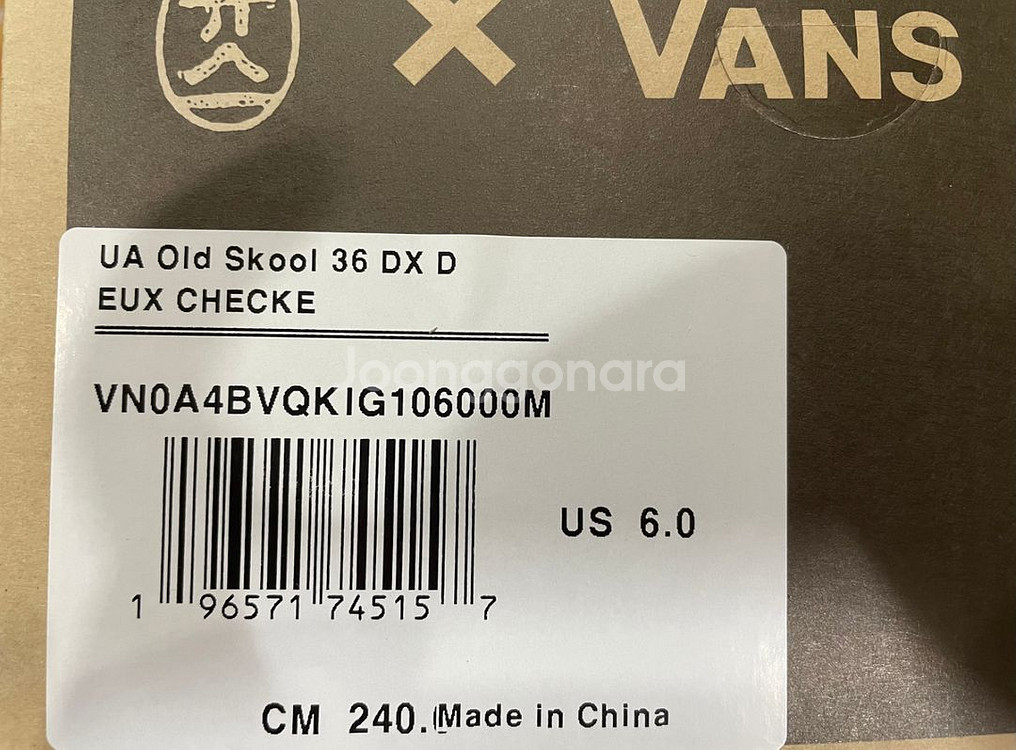 × VANS
UA Old Skool 36 DX D
EUX CHECKE
Joonggonara
VN0A4BVQKIG106000M
US 6.0
1 96571 74515 7
CM 240. Made in China